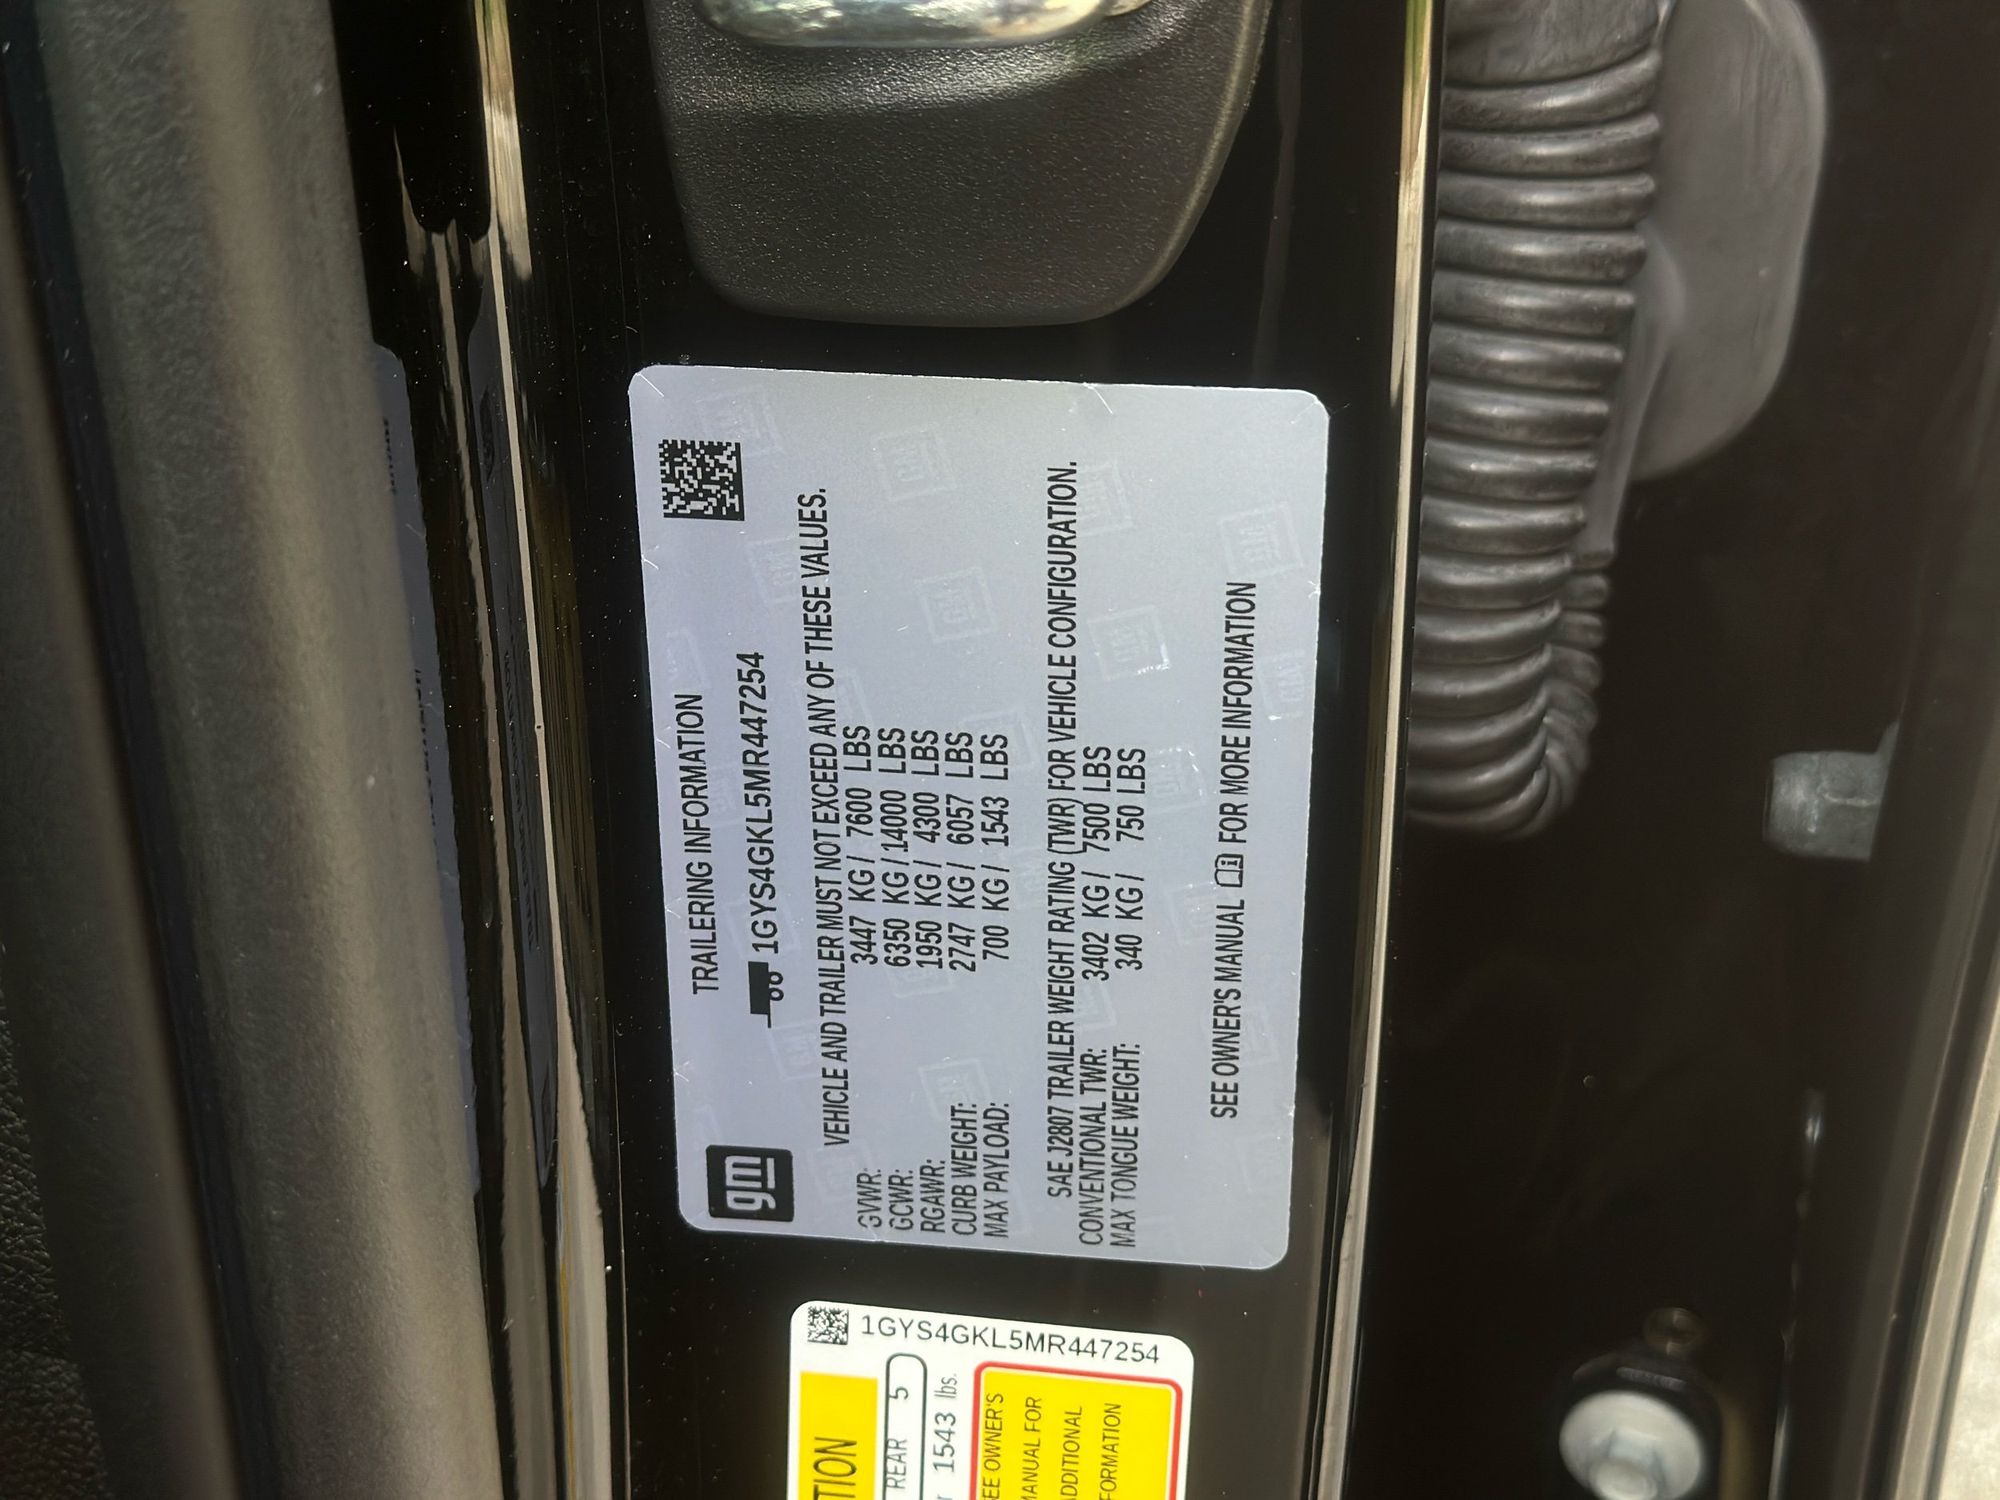 gm
TRAILERING INFORMATION
1GYS4GKL5MR447254
VEHICLE AND TRAILER MUST NOT EXCEED ANY OF THESE VALUES.
GVWR: 3447 KG / 7600 LBS
GCWR: 6350 KG / 14000 LBS
RGAWR: 1950 KG / 4300 LBS
CURB WEIGHT: 2747 KG / 6057 LBS
MAX PAYLOAD: 700 KG / 1543 LBS
SAE J2807 TRAILER WEIGHT RATING (TWR) FOR VEHICLE CONFIGURATION.
CONVENTIONAL TWR: 3402 KG / 7500 LBS
MAX TONGUE WEIGHT: 340 KG / 750 LBS
SEE OWNER'S MANUAL FOR MORE INFORMATION
1GYS4GKL5MR447254
TION
REAR 5
r 1543 lbs.
EE OWNER'S
MANUAL FOR
ADDITIONAL
FORMATION